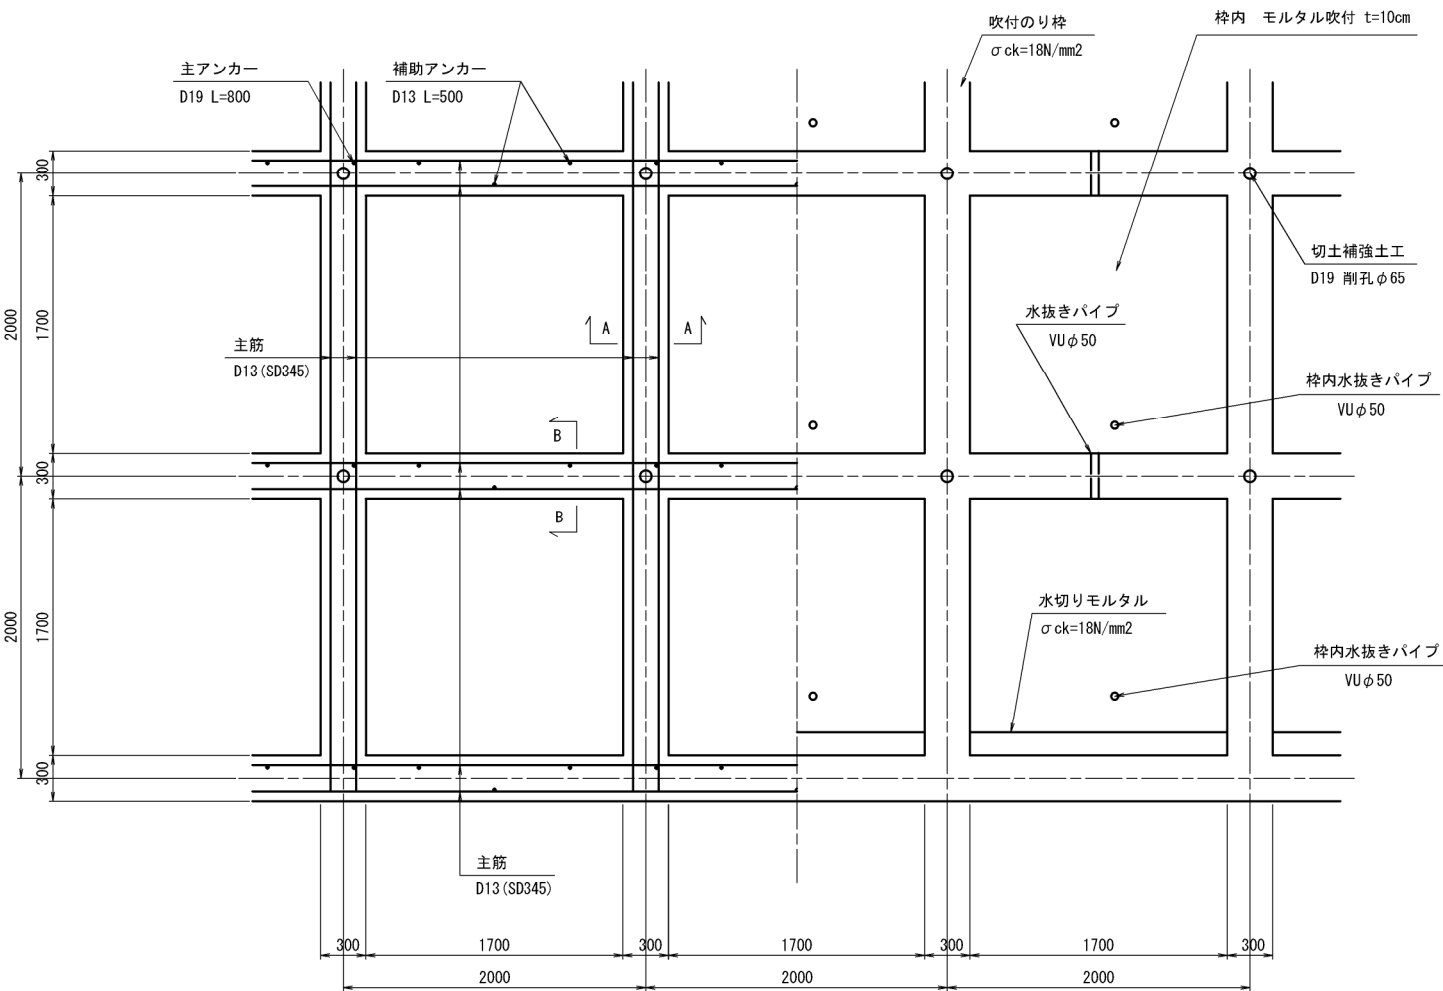 吹付のり枠
σck=18N/mm2
枠内　モルタル吹付 t=10cm
主アンカー
D19 L=800
補助アンカー
D13 L=500
300
切土補強土工
D19 削孔φ65
2000
1700
水抜きパイプ
VUφ50
A
A
主筋
D13(SD345)
枠内水抜きパイプ
VUφ50
B
300
B
水切りモルタル
σck=18N/mm2
2000
1700
枠内水抜きパイプ
VUφ50
300
主筋
D13(SD345)
300
1700
300
1700
300
1700
300
2000
2000
2000